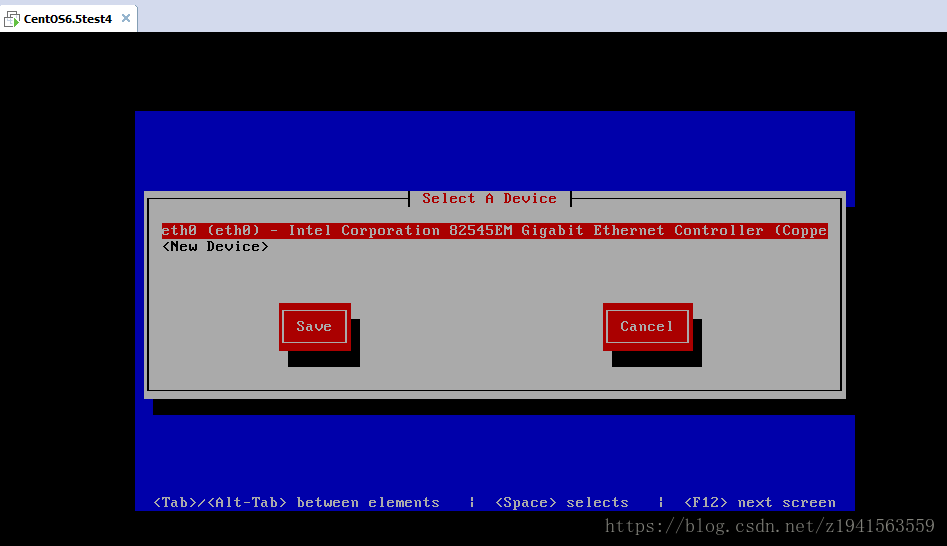 CentOS6.5test4
Select A Device
eth0 (eth0) - Intel Corporation 82545EM Gigabit Ethernet Controller (Coppe
<New Device>
Save Cancel
<Tab>/<Alt-Tab> between elements | <Space> selects | <F12> next screen
https://blog.csdn.net/z1941563559